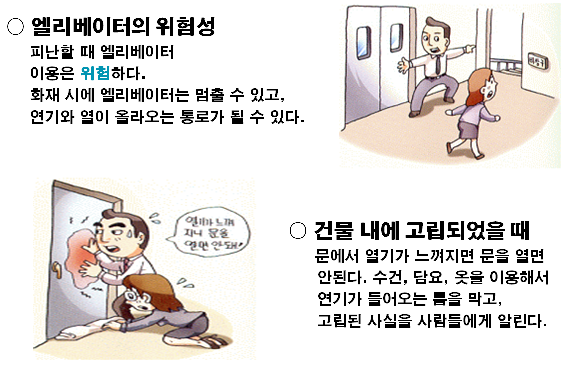 ○ 엘리베이터의 위험성
피난할 때 엘리베이터
이용은 위험하다.
화재 시에 엘리베이터는 멈출 수 있고,
연기와 열이 올라오는 통로가 될 수 있다.
비상구
열기가 느껴
지니 문을
열면 안돼!
○ 건물 내에 고립되었을 때
문에서 열기가 느껴지면 문을 열면
안된다. 수건, 담요, 옷을 이용해서
연기가 들어오는 틈을 막고,
고립된 사실을 사람들에게 알린다.